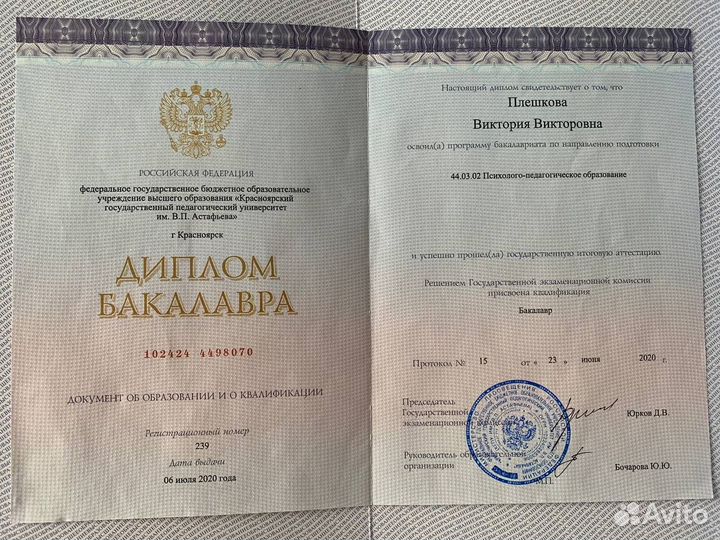 РОССИЙСКАЯ ФЕДЕРАЦИЯ
федеральное государственное бюджетное образовательное
учреждение высшего образования «Красноярский
государственный педагогический университет
им. В.П. Астафьева»
г Красноярск
ДИПЛОМ
БАКАЛАВРА
102424 4498070
ДОКУМЕНТ ОБ ОБРАЗОВАНИИ И О КВАЛИФИКАЦИИ
Регистрационный номер
239
Дата выдачи
06 июля 2020 года
Настоящий диплом свидетельствует о том, что
Плешкова
Виктория Викторовна
освоил(а) программу бакалавриата по направлению подготовки
44.03.02 Психолого-педагогическое образование
и успешно прошел(ла) государственную итоговую аттестацию
Решением Государственной экзаменационной комиссии
присвоена квалификация
Бакалавр
Протокол № 15 от « 23 » июня 2020 г.
Председатель
Государственной
экзаменационной комиссии Юрков Д.В.
Руководитель образовательной
организации Бочарова Ю.Ю.
М.П.
Avito